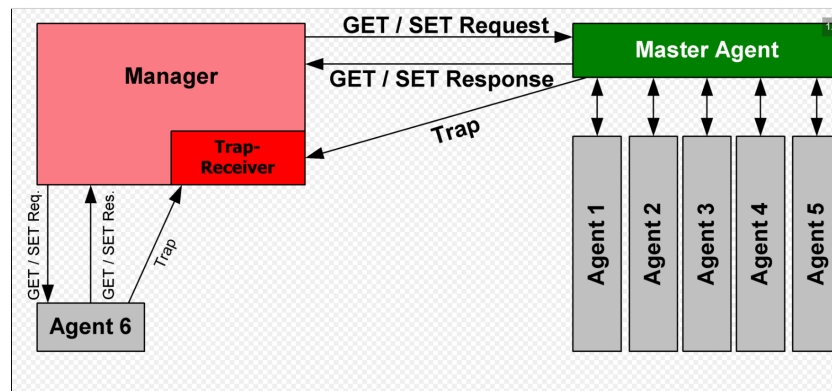 GET / SET Request
Manager
Master Agent
GET / SET Response
Trap
Trap-
Receiver
GET / SET Req.
GET / SET Res.
Trap
Agent 6
Agent 1
Agent 2
Agent 3
Agent 4
Agent 5